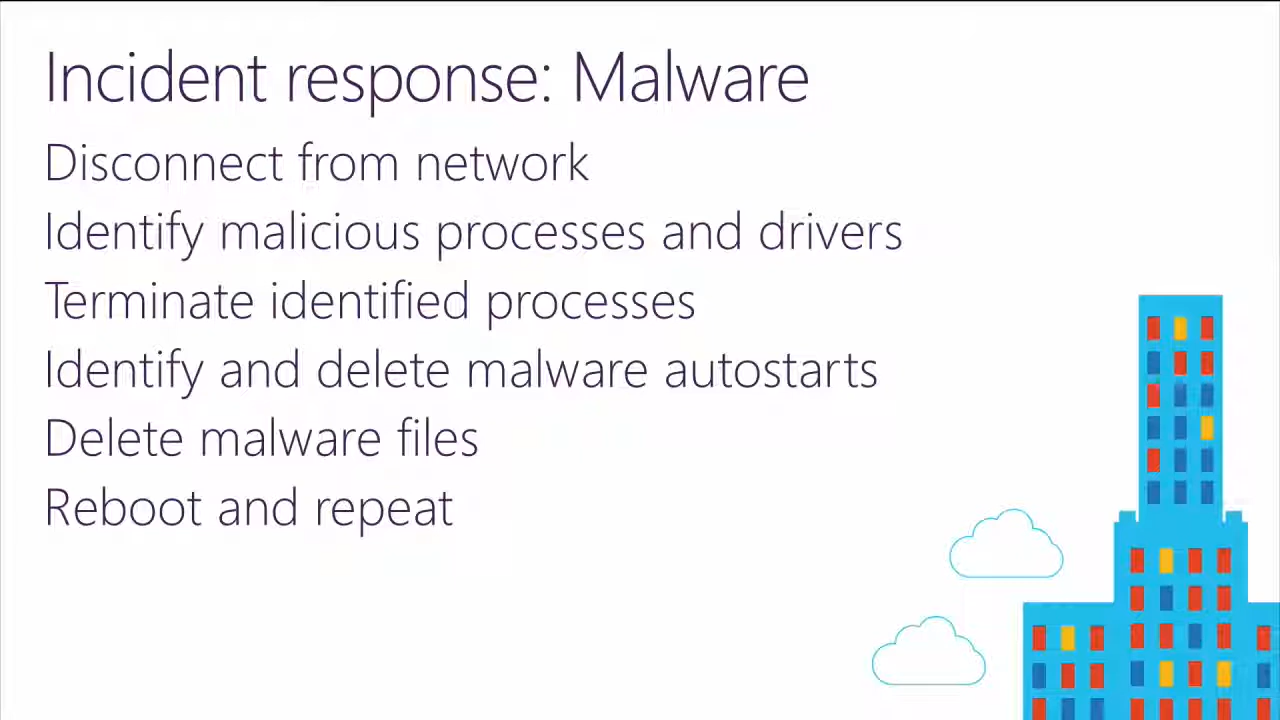 Incident response: Malware
Disconnect from network
Identify malicious processes and drivers
Terminate identified processes
Identify and delete malware autostarts
Delete malware files
Reboot and repeat